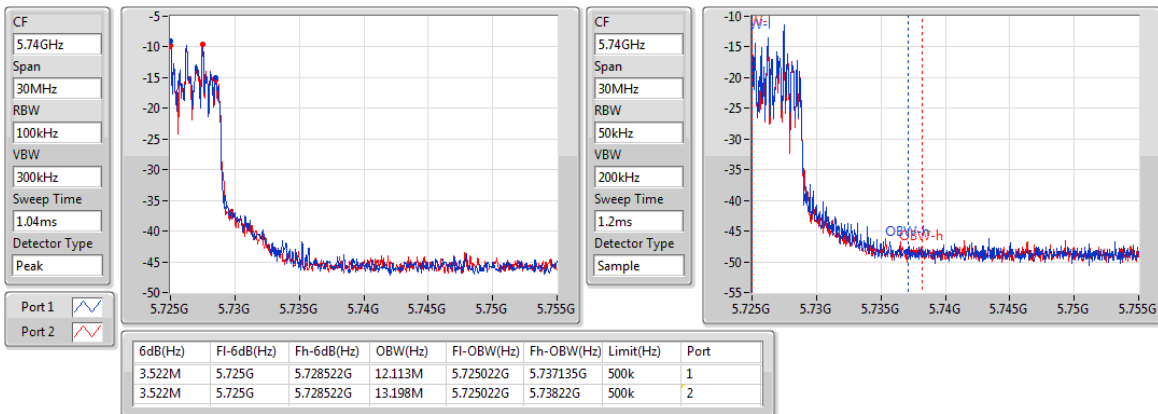 CF
5.74GHz
Span
30MHz
RBW
100kHz
VBW
300kHz
Sweep Time
1.04ms
Detector Type
Peak
Port 1
Port 2
-5
-10
-15
-20
-25
-30
-35
-40
-45
-50
5.725G 5.73G 5.735G 5.74G 5.745G 5.75G 5.755G
CF
5.74GHz
Span
30MHz
RBW
50kHz
VBW
200kHz
Sweep Time
1.2ms
Detector Type
Sample
-10
-15
-20
-25
-30
-35
-40
-45
-50
-55
OBW-h
OBW-h
5.725G 5.73G 5.735G 5.74G 5.745G 5.75G 5.755G
6dB(Hz) Fl-6dB(Hz) Fh-6dB(Hz) OBW(Hz) Fl-OBW(Hz) Fh-OBW(Hz) Limit(Hz) Port
3.522M 5.725G 5.728522G 12.113M 5.725022G 5.737135G 500k 1
3.522M 5.725G 5.728522G 13.198M 5.725022G 5.73822G 500k 2